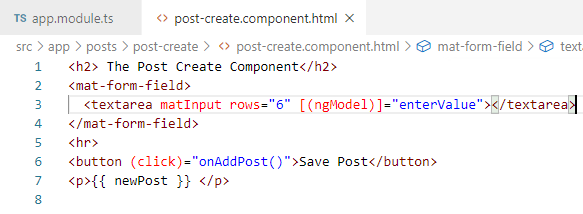 TS app.module.ts
<> post-create.component.html
src > app > posts > post-create > <> post-create.component.html > mat-form-field > text
1 <h2> The Post Create Component</h2>
2 <mat-form-field>
3 <textarea matInput rows="6" [(ngModel)]="enterValue"></textarea>
4 </mat-form-field>
5 <hr>
6 <button (click)="onAddPost()">Save Post</button>
7 <p>{{ newPost }} </p>
8